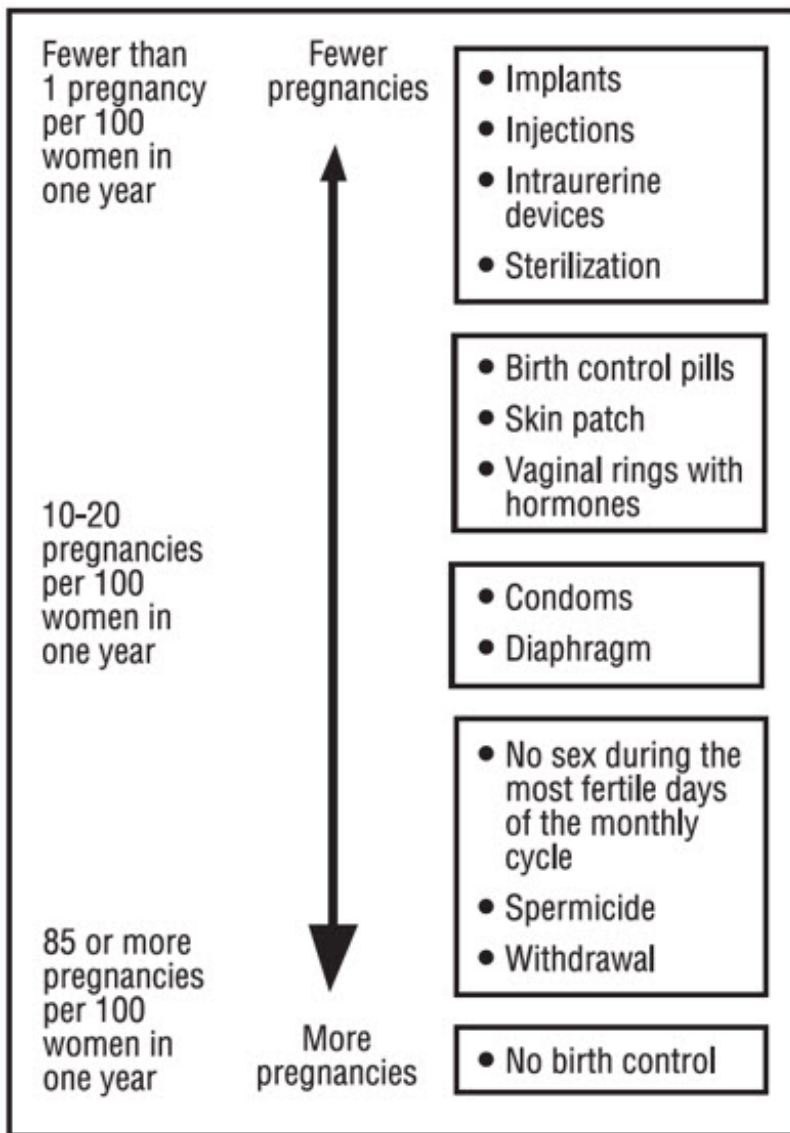 Fewer than
1 pregnancy
per 100
women in
one year
Fewer
pregnancies
• Implants
• Injections
• Intraurerine
devices
• Sterilization
• Birth control pills
• Skin patch
• Vaginal rings with
hormones
10-20
pregnancies
per 100
women in
one year
• Condoms
• Diaphragm
• No sex during the
most fertile days
of the monthly
cycle
• Spermicide
• Withdrawal
85 or more
pregnancies
per 100
women in
one year
More
pregnancies
• No birth control